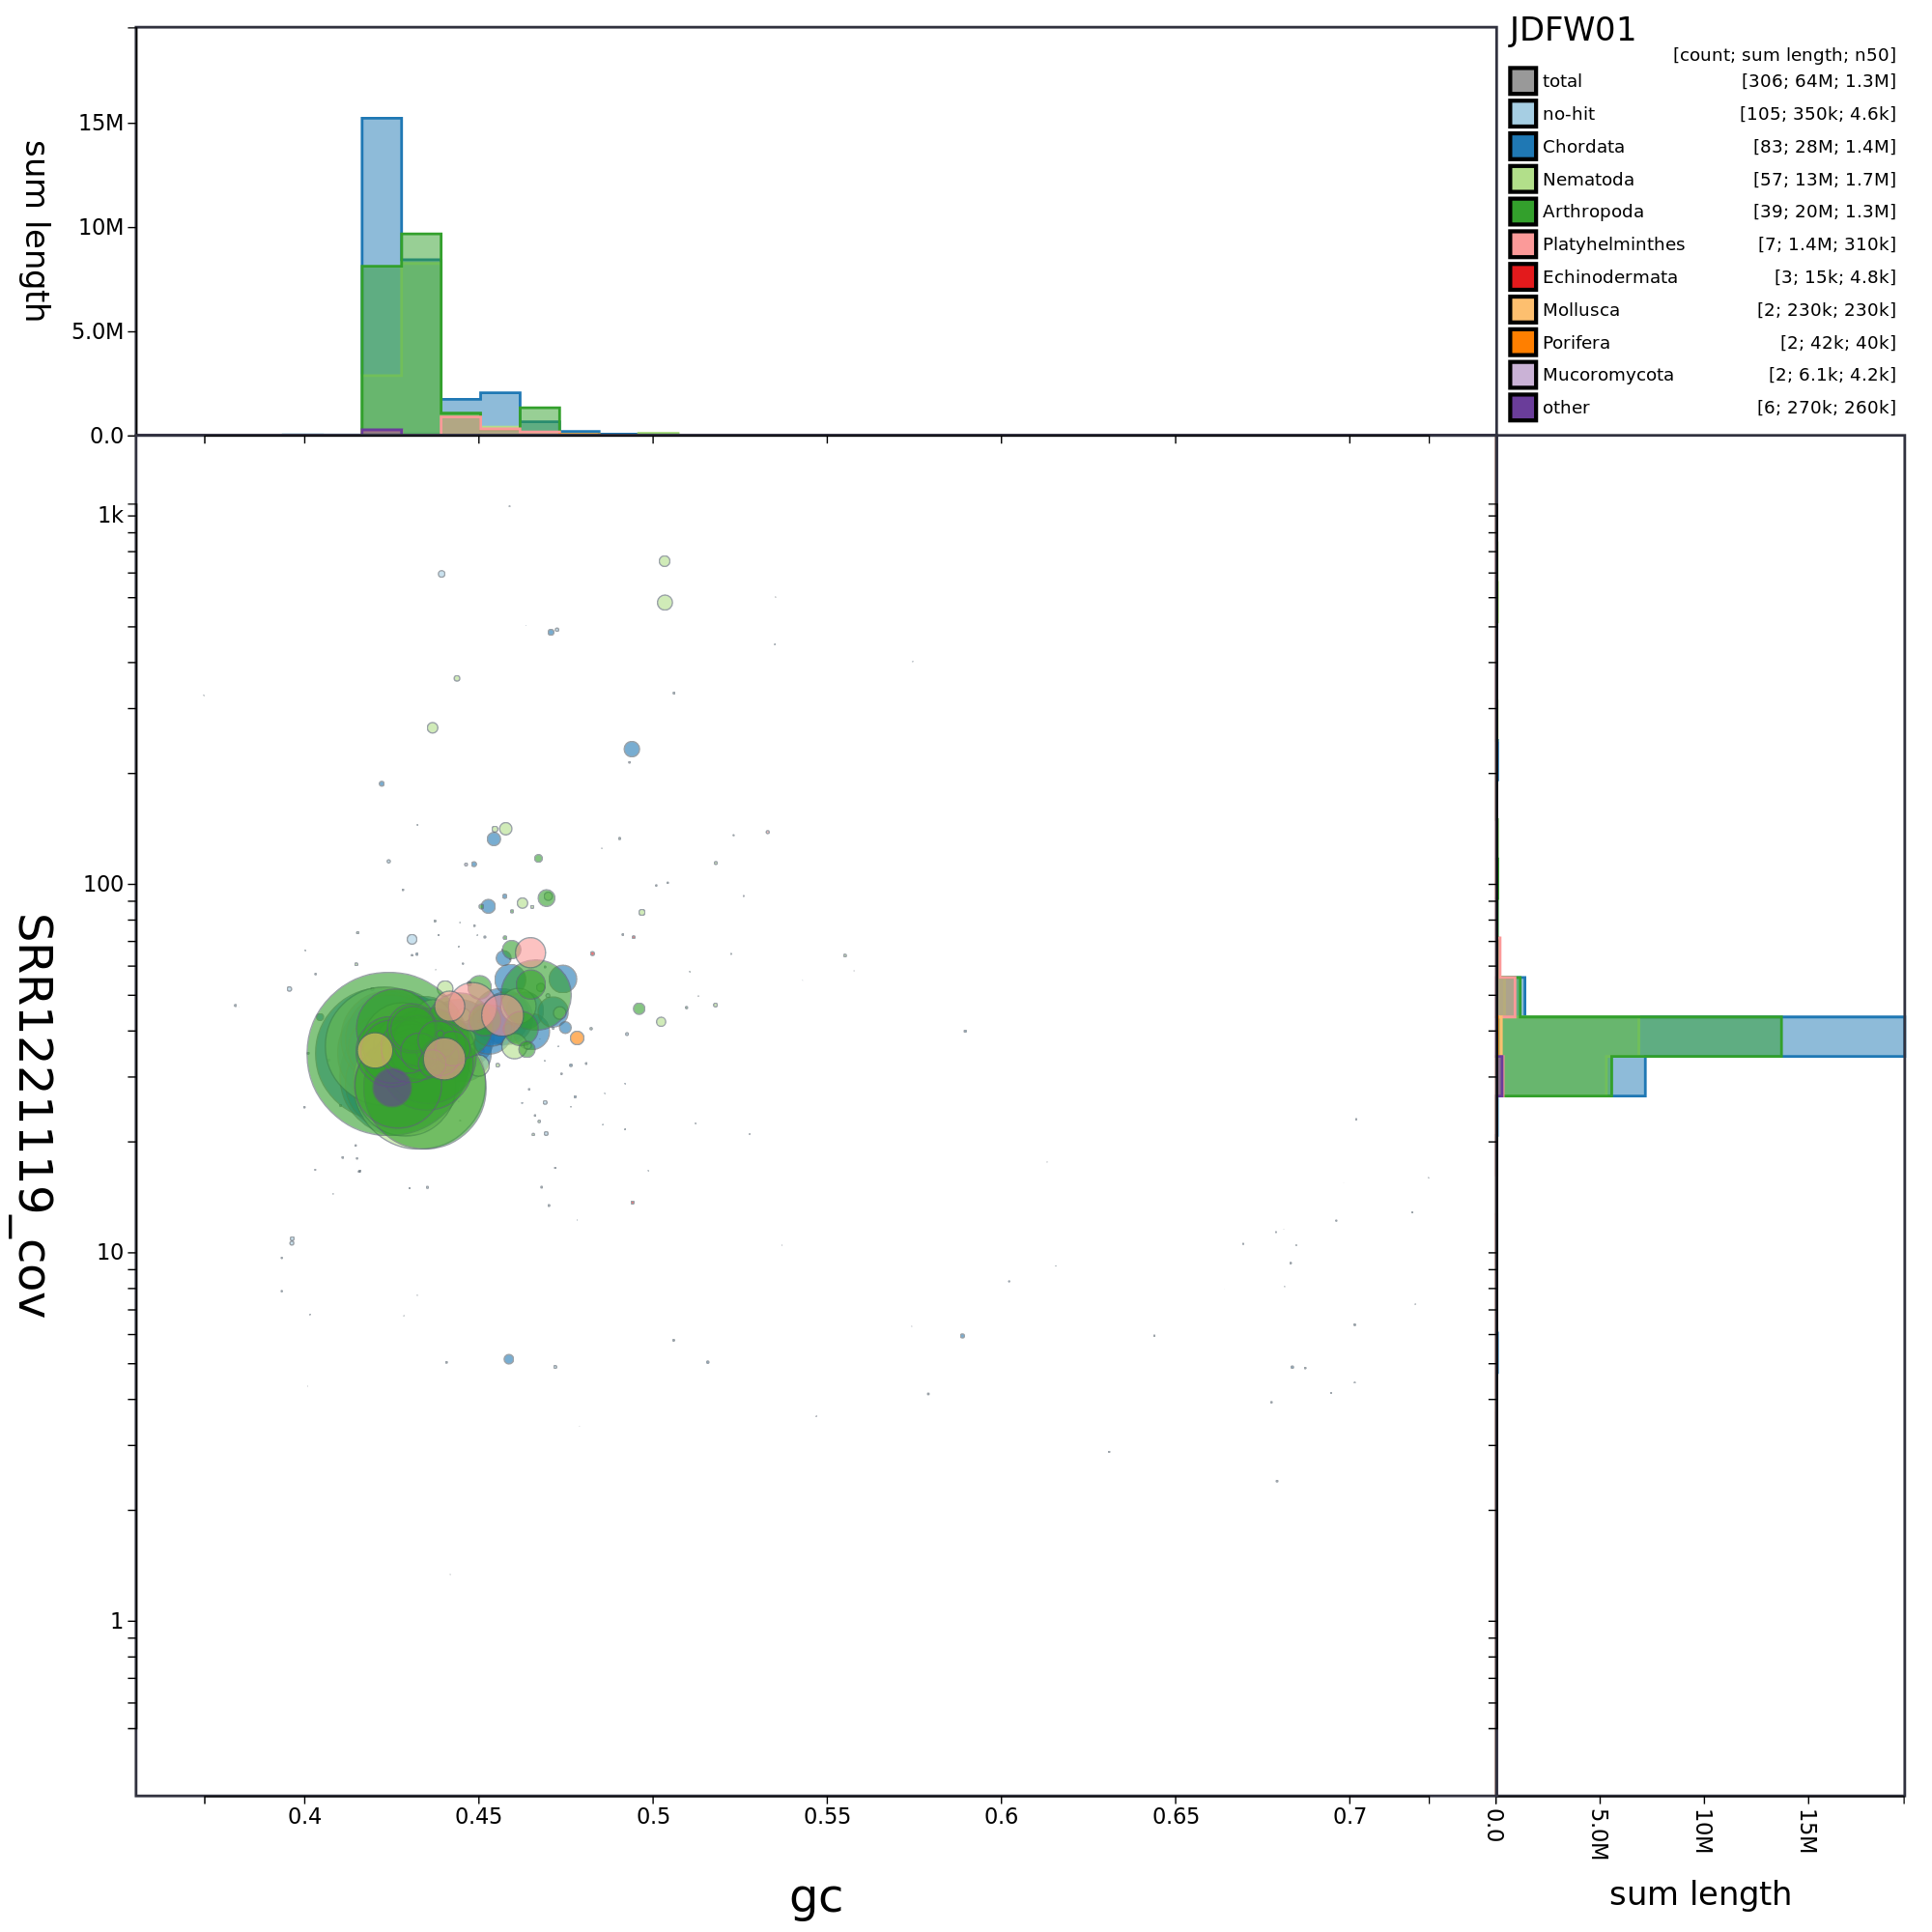 JDFW01
[count; sum length; n50]
total [306; 64M; 1.3M]
no-hit [105; 350k; 4.6k]
Chordata [83; 28M; 1.4M]
Nematoda [57; 13M; 1.7M]
Arthropoda [39; 20M; 1.3M]
Platyhelminthes [7; 1.4M; 310k]
Echinodermata [3; 15k; 4.8k]
Mollusca [2; 230k; 230k]
Porifera [2; 42k; 40k]
Mucoromycota [2; 6.1k; 4.2k]
other [6; 270k; 260k]
sum length
15M
10M
5.0M
0.0
SRR1221119_cov
1k
100
10
1
0.4 0.45 0.5 0.55 0.6 0.65 0.7
gc
0.0 5.0M 10M 15M
sum length